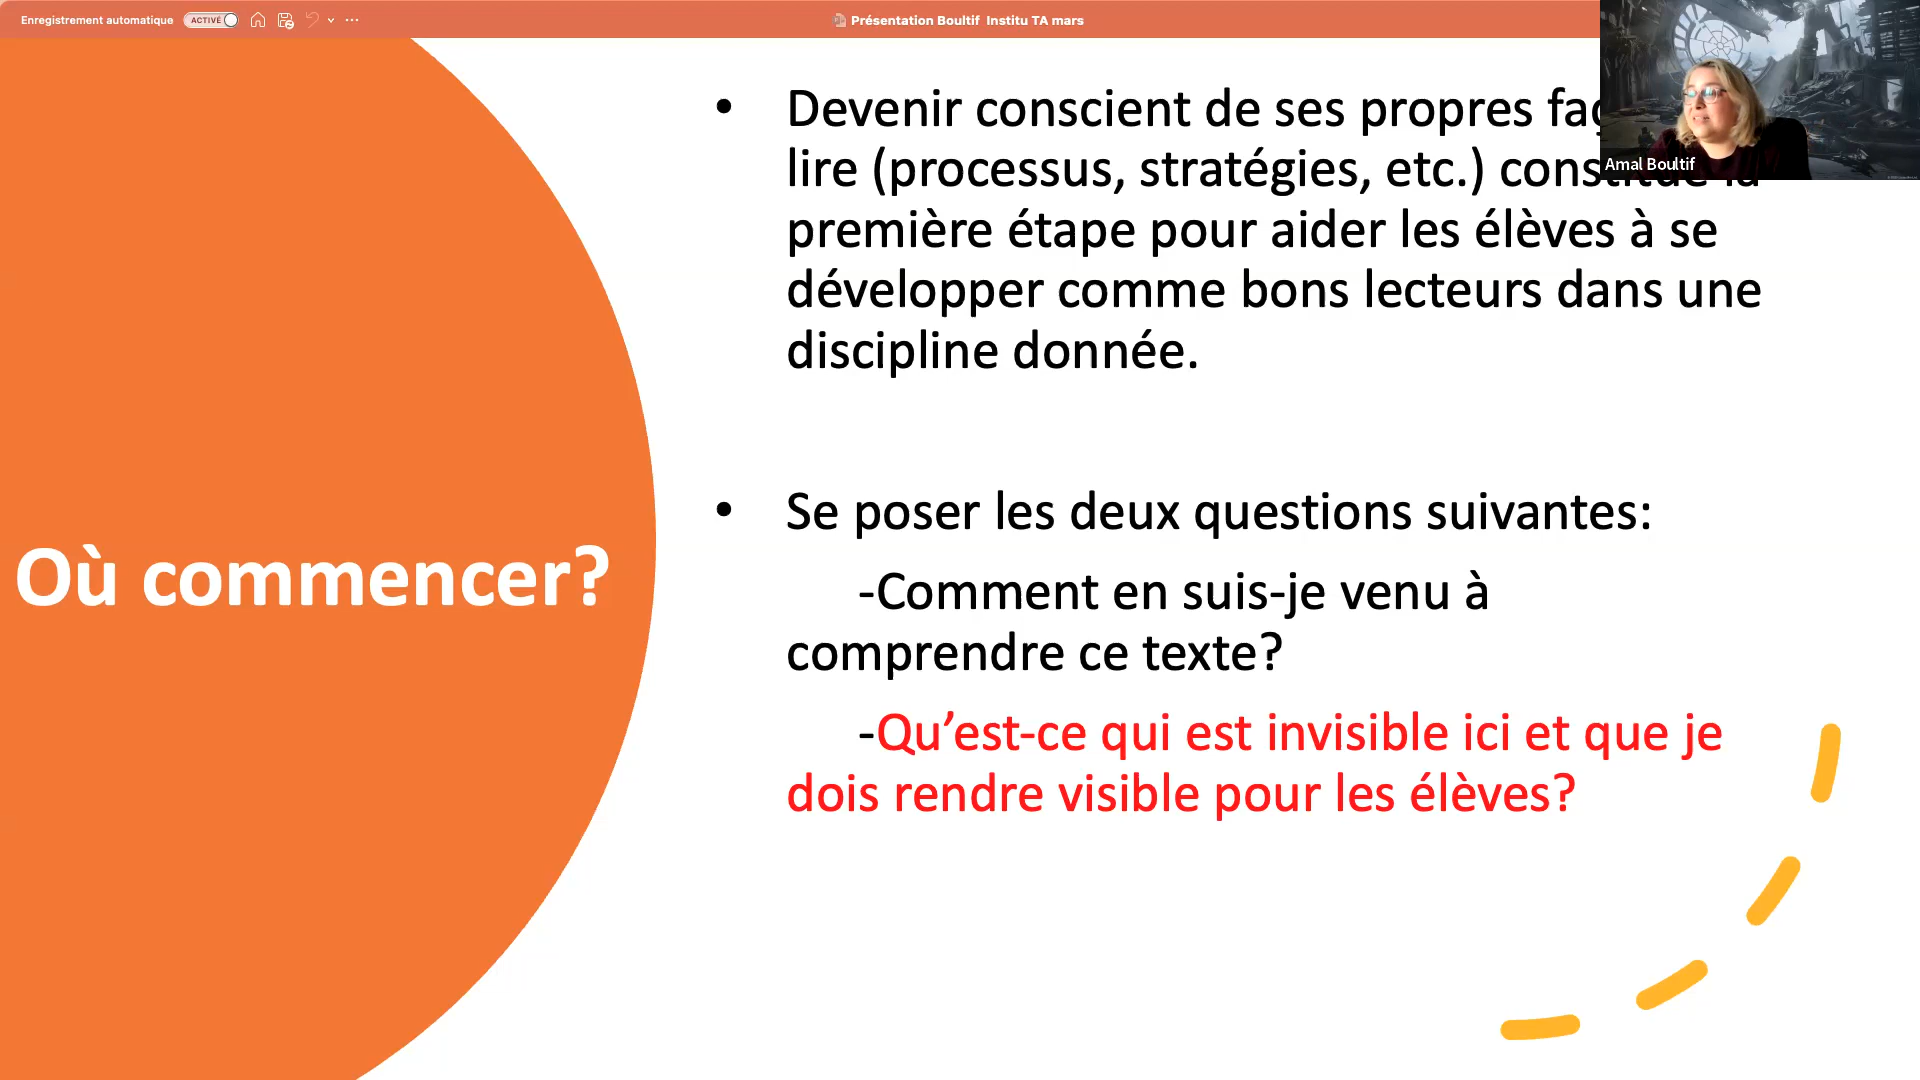 Enregistrement automatique ACTIVÉ
Présentation Boultif Institu TA mars
Amal Boultif
Où commencer?
• Devenir conscient de ses propres
lire (processus, stratégies, etc.) constitue la
première étape pour aider les élèves à se
développer comme bons lecteurs dans une
discipline donnée.
• Se poser les deux questions suivantes:
-Comment en suis-je venu à
comprendre ce texte?
-Qu’est-ce qui est invisible ici et que je
dois rendre visible pour les élèves?